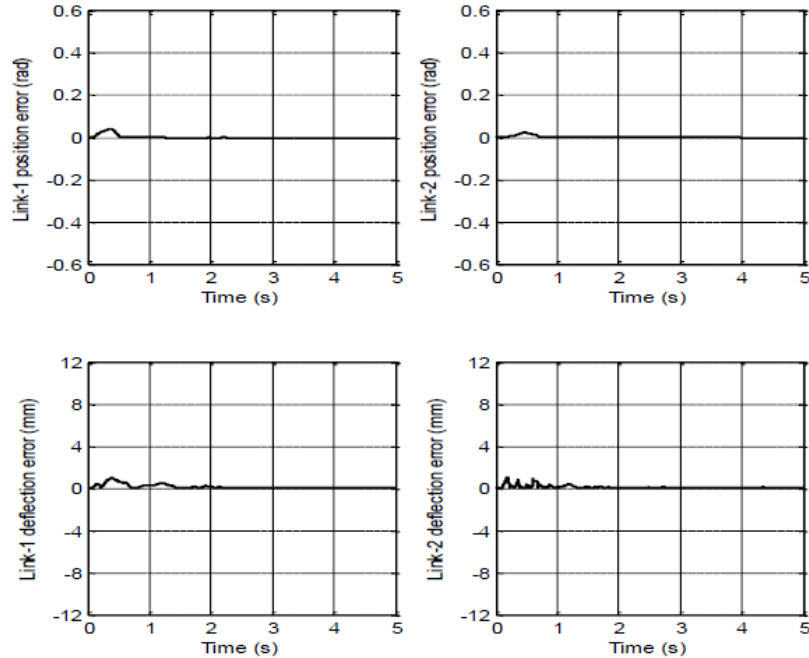 0.6
0.4
0.2
0
-0.2
-0.4
-0.6
Link-1 position error (rad)
0 1 2 3 4 5
Time (s)
0.6
0.4
0.2
0
-0.2
-0.4
-0.6
Link-2 position error (rad)
0 1 2 3 4 5
Time (s)
12
8
4
0
-4
-8
-12
Link-1 deflection error (mm)
0 1 2 3 4 5
Time (s)
12
8
4
0
-4
-8
-12
Link-2 deflection error (mm)
0 1 2 3 4 5
Time (s)